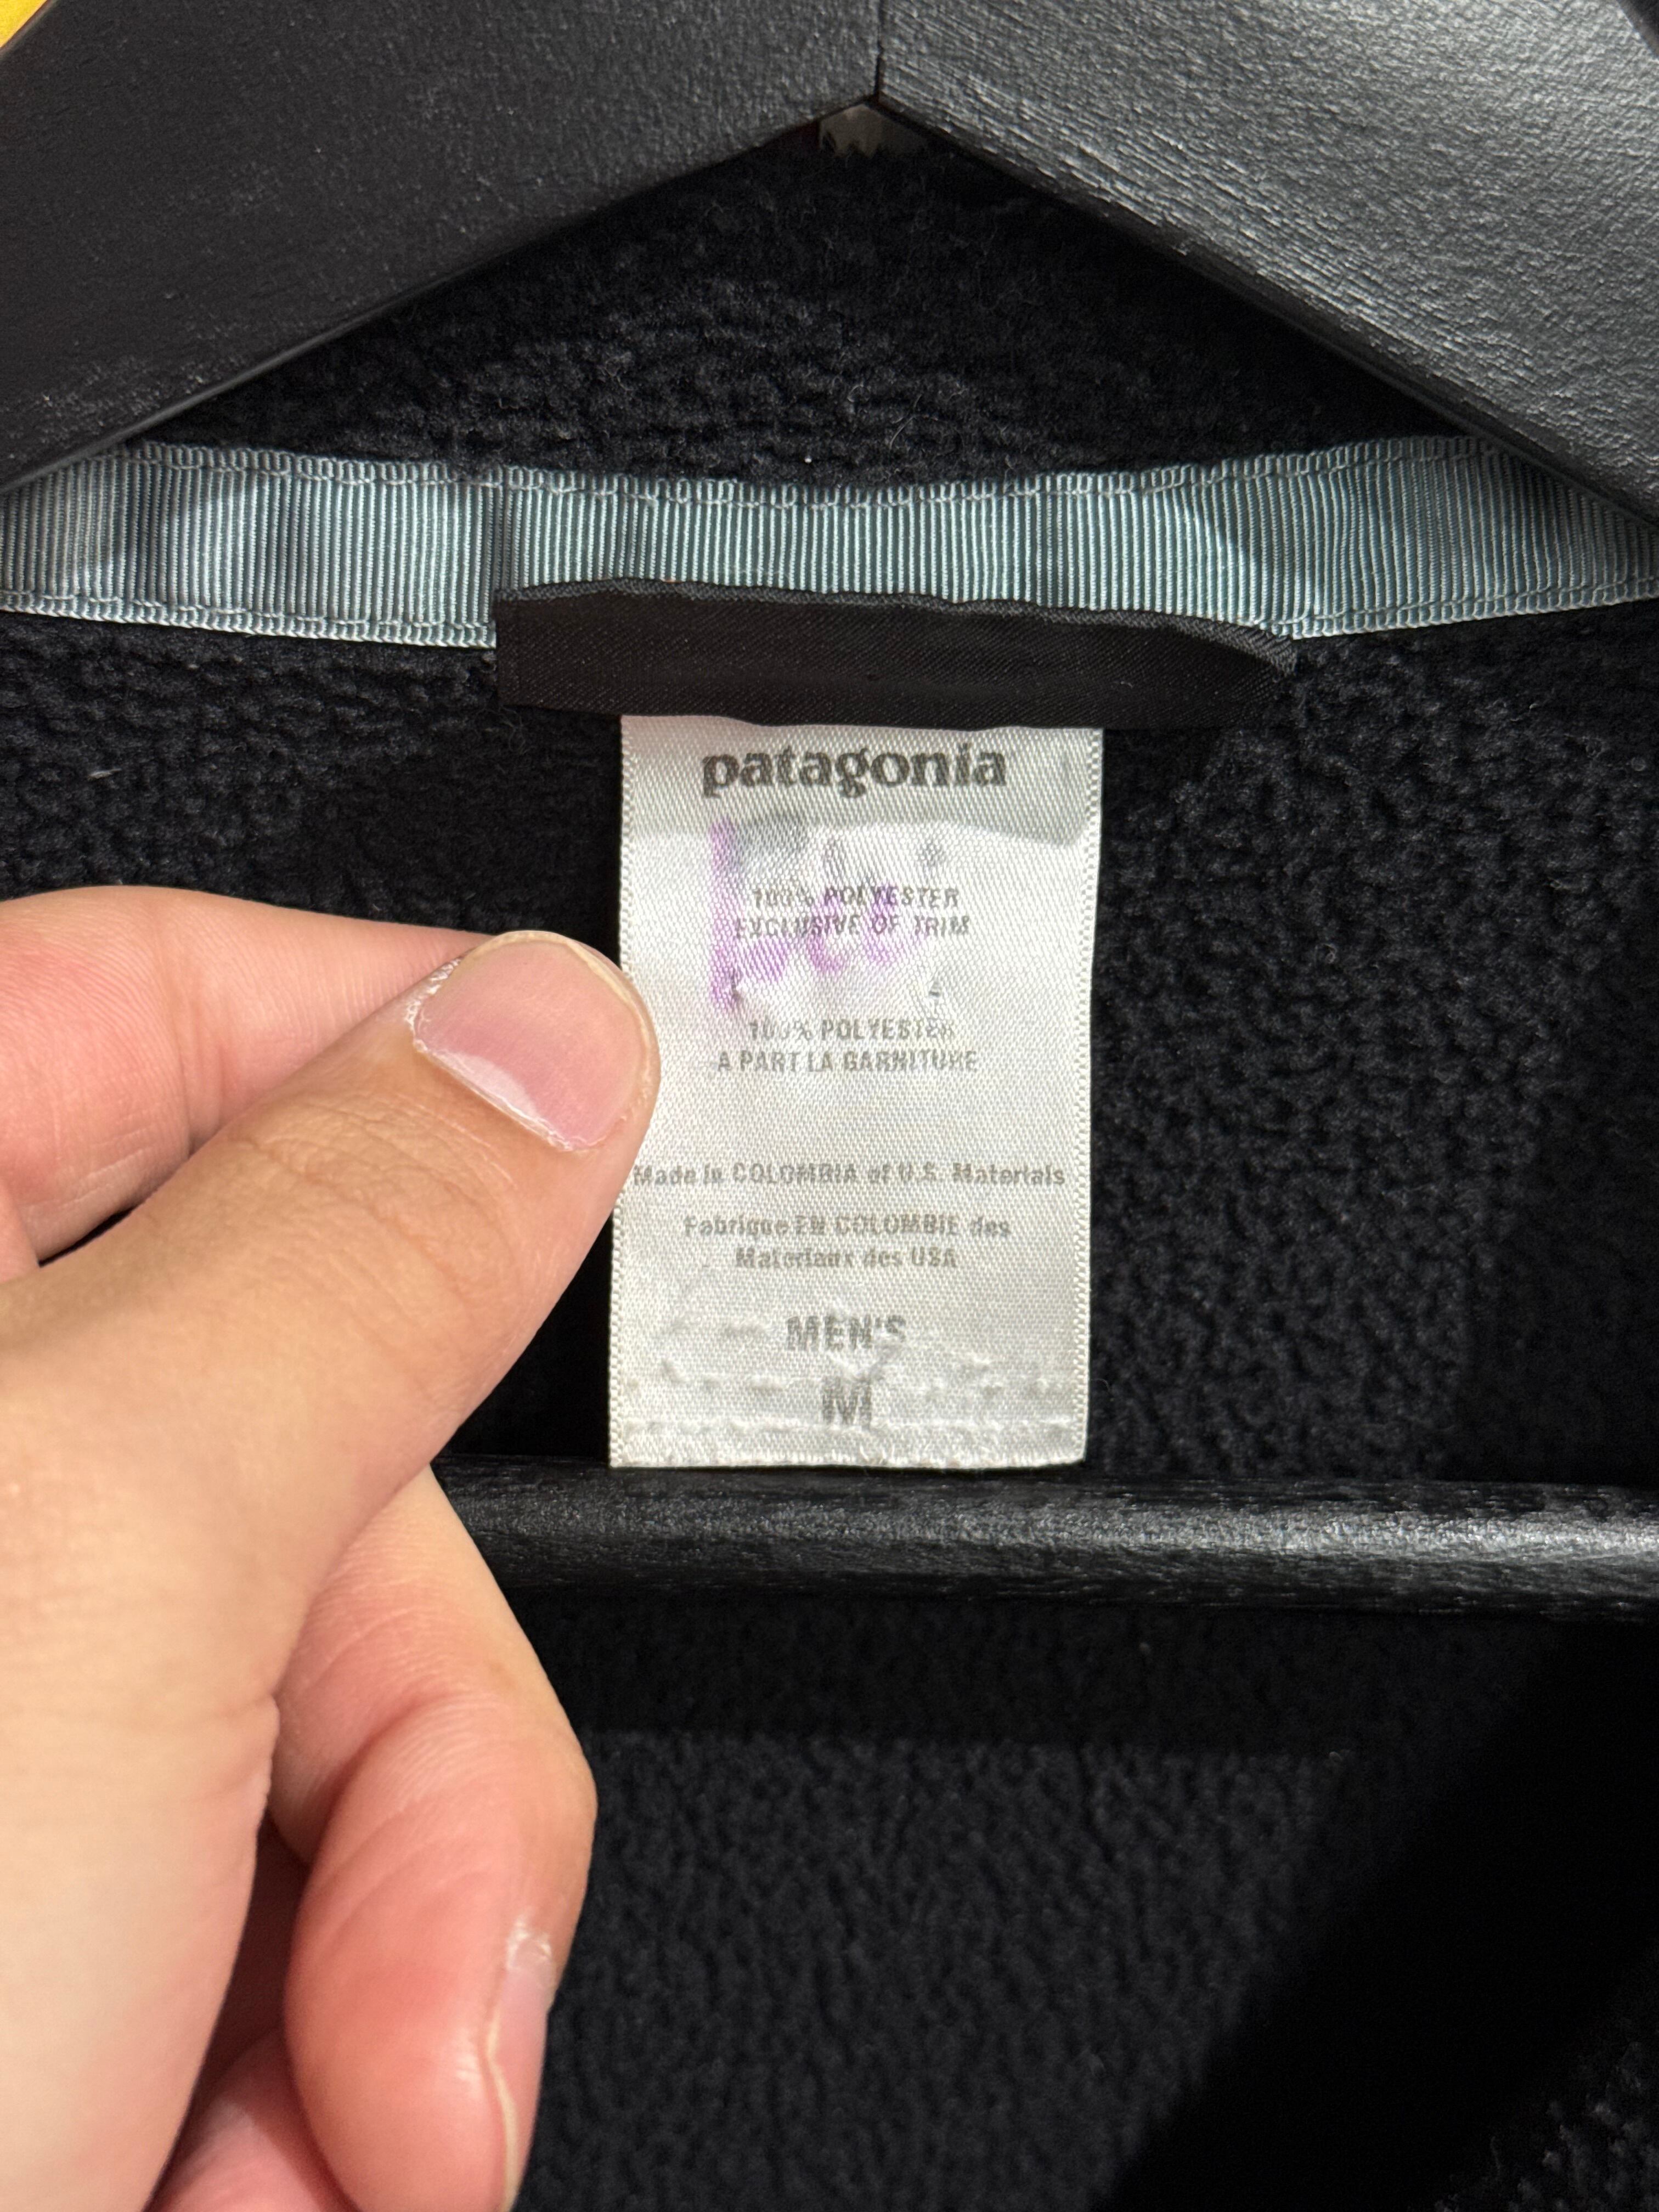 patagonia
100% POLYESTER
EXCLUSIVE OF TRIM
100% POLYESTER
A PART LA GARNITURE
Made in COLOMBIA of U.S. Materials
Fabrique EN COLOMBIE des
Materiaux des USA
MEN'S
M